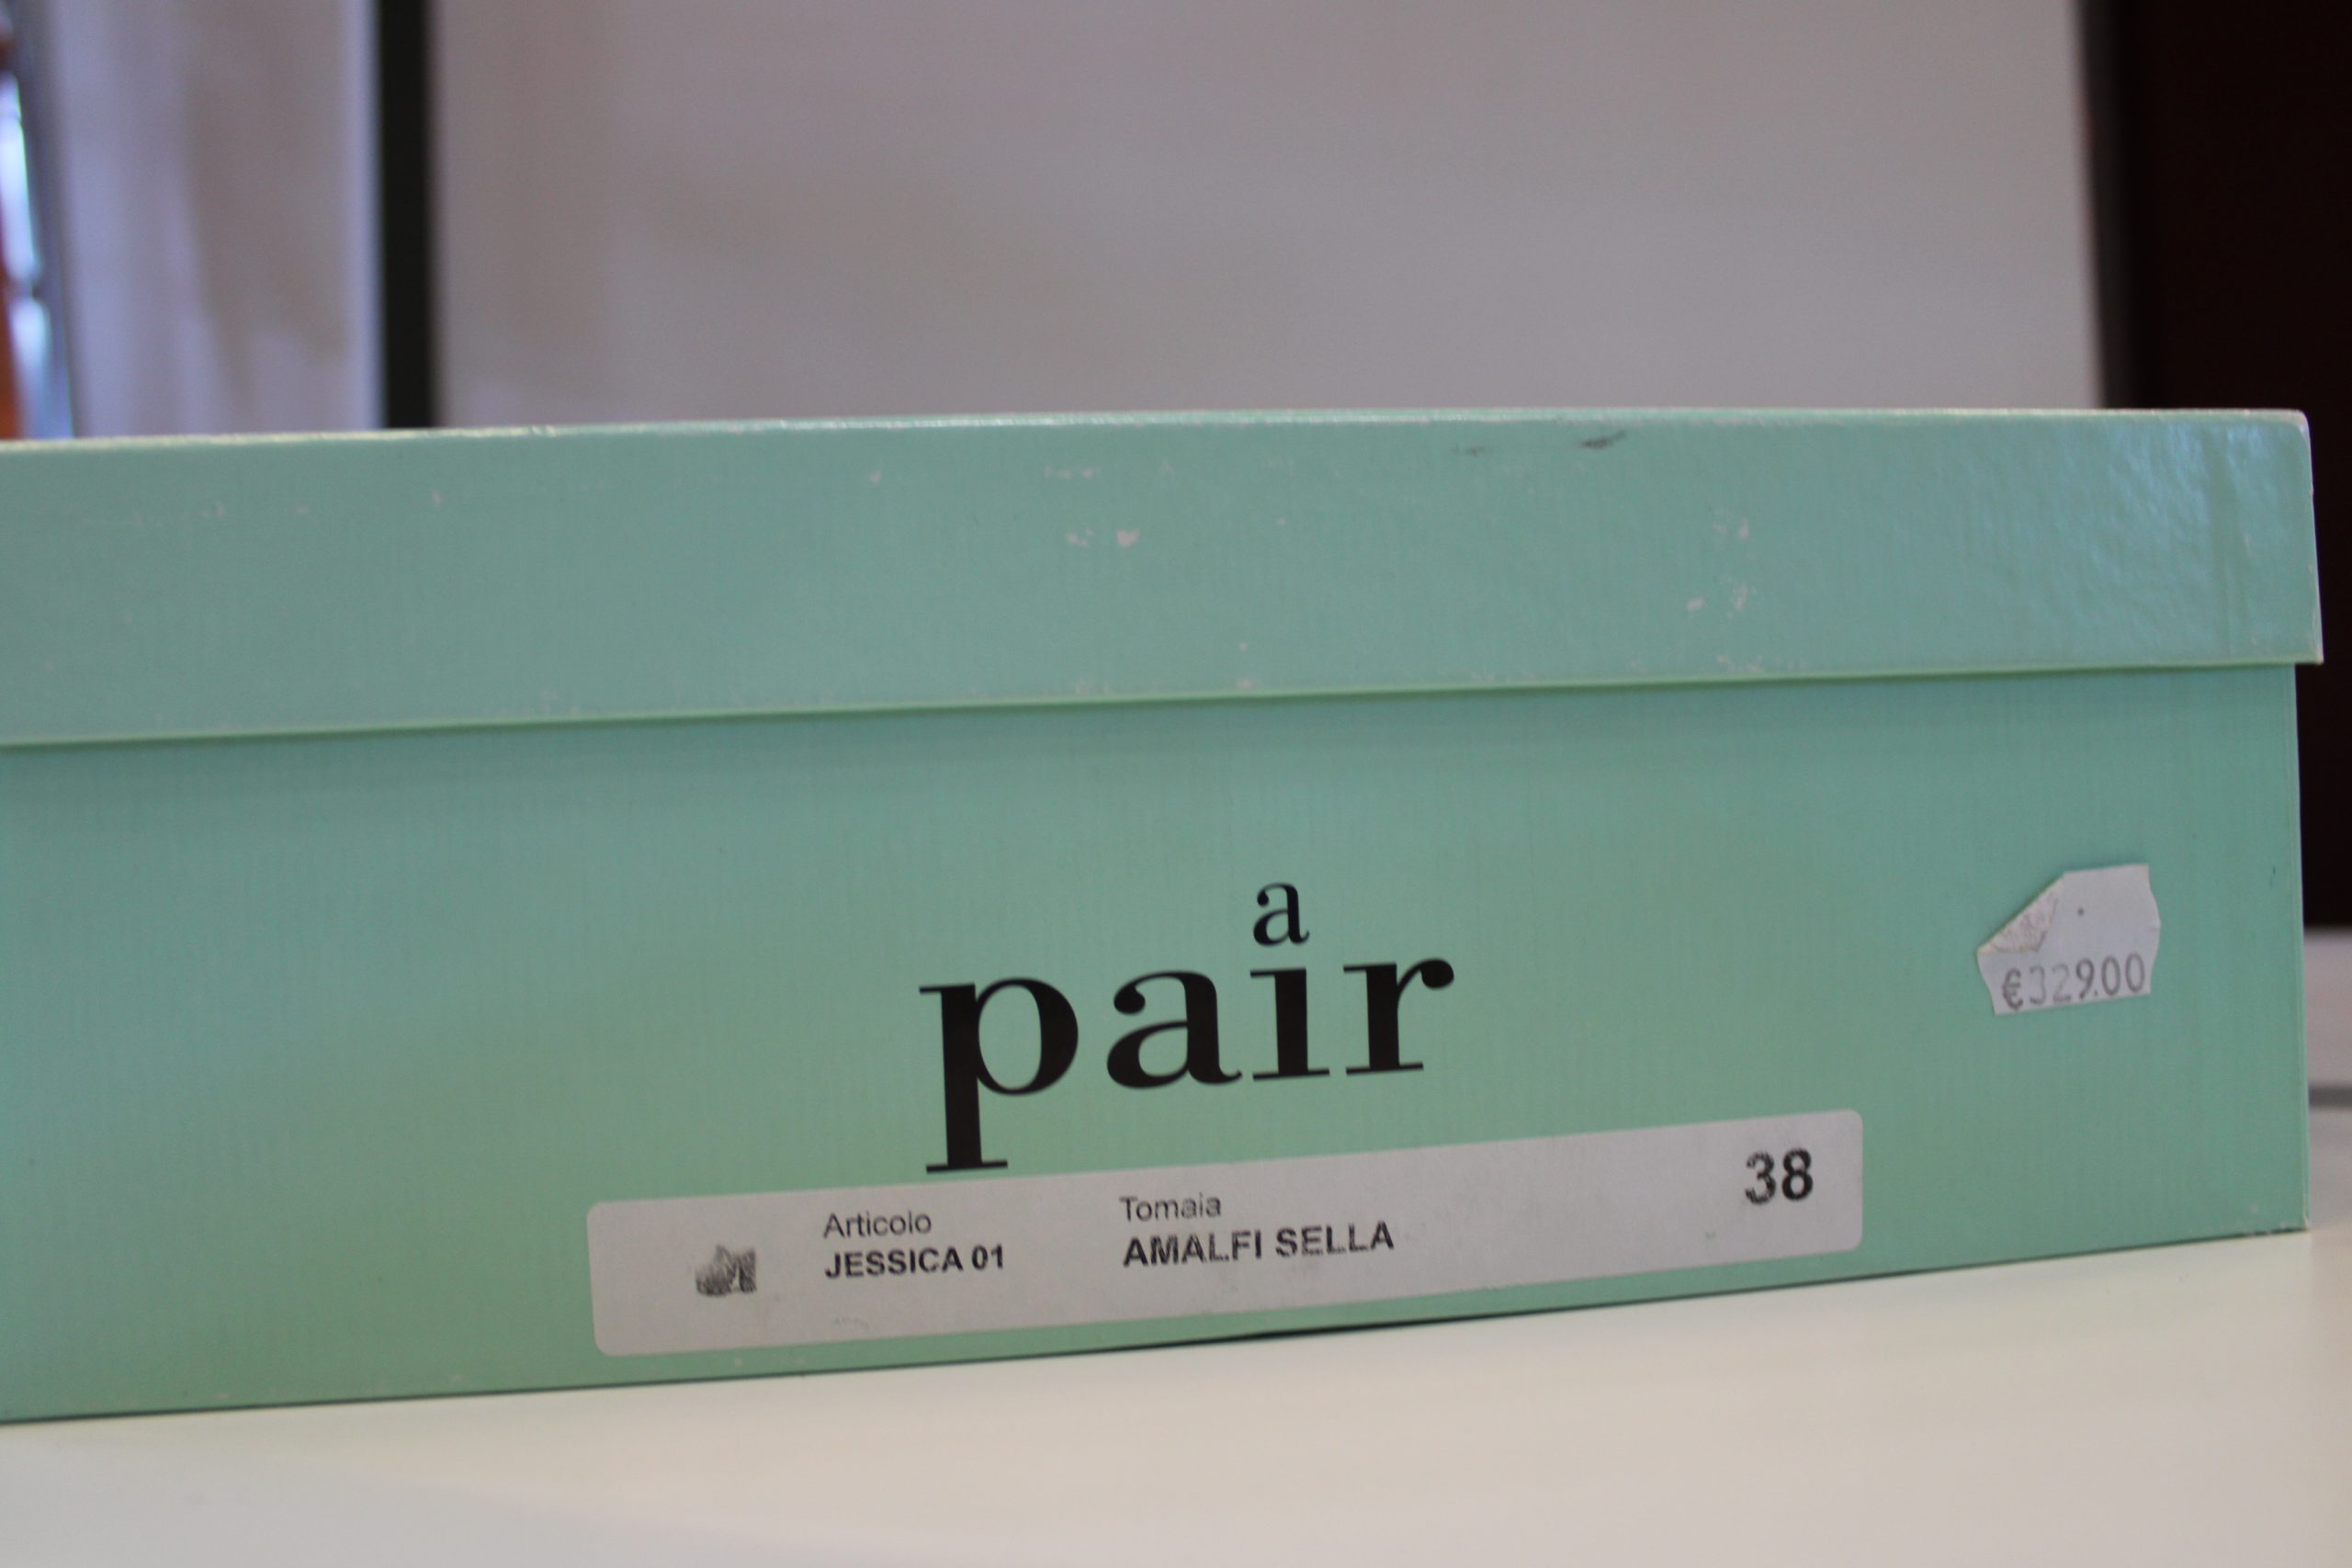 a
pair
€329.00
38
Articolo Tomaia
JESSICA 01 AMALFI SELLA